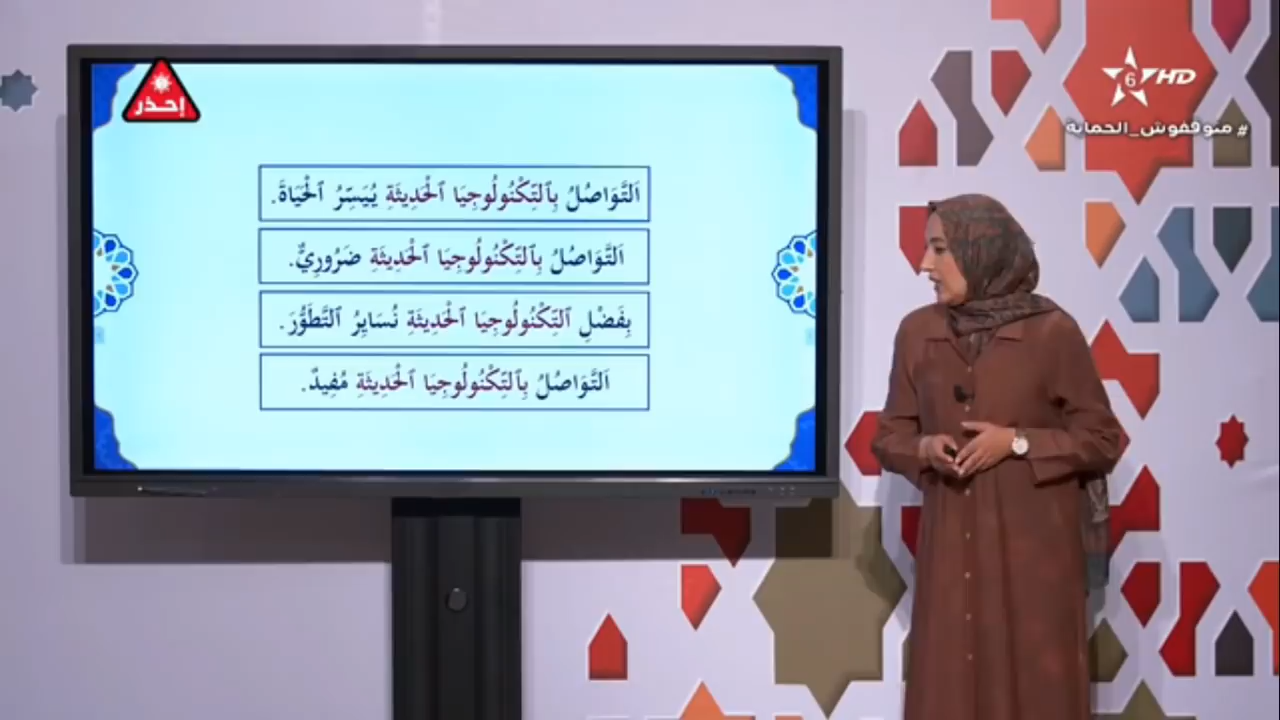 إحذر
6 HD
#منوقفوش_الحماية
اَلتَّوَاصُلُ بِٱلتِّكْنُولُوجِيَا ٱلْحَدِيثَةِ يُيَسِّرُ ٱلْحَيَاةَ.
اَلتَّوَاصُلُ بِٱلتِّكْنُولُوجِيَا ٱلْحَدِيثَةِ ضَرُورِيٌّ.
بِفَضْلِ ٱلتِّكْنُولُوجِيَا ٱلْحَدِيثَةِ نُسَايِرُ ٱلتَّطَوُّرَ.
اَلتَّوَاصُلُ بِٱلتِّكْنُولُوجِيَا ٱلْحَدِيثَةِ مُفِيدٌ.